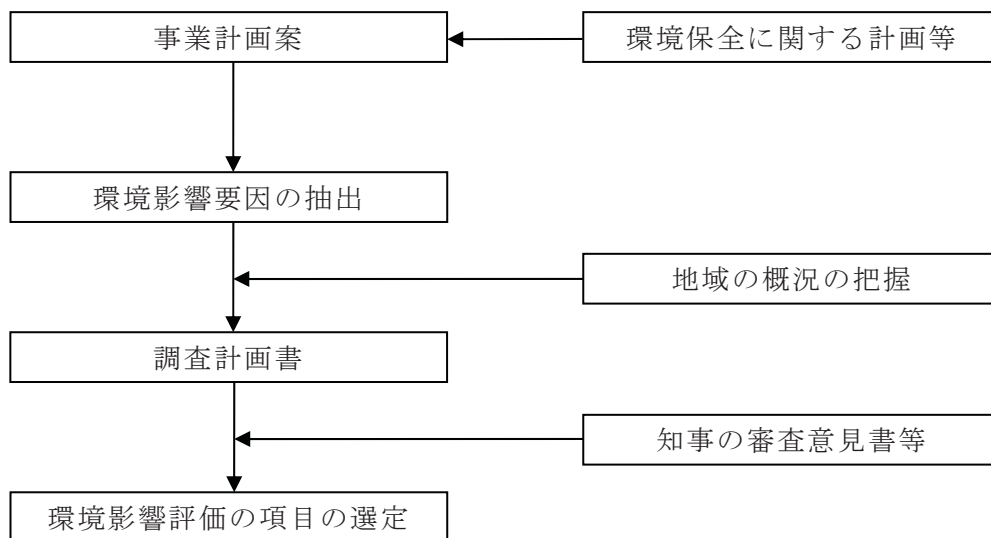 事業計画案
環境保全に関する計画等
環境影響要因の抽出
地域の概況の把握
調査計画書
知事の審査意見書等
環境影響評価の項目の選定